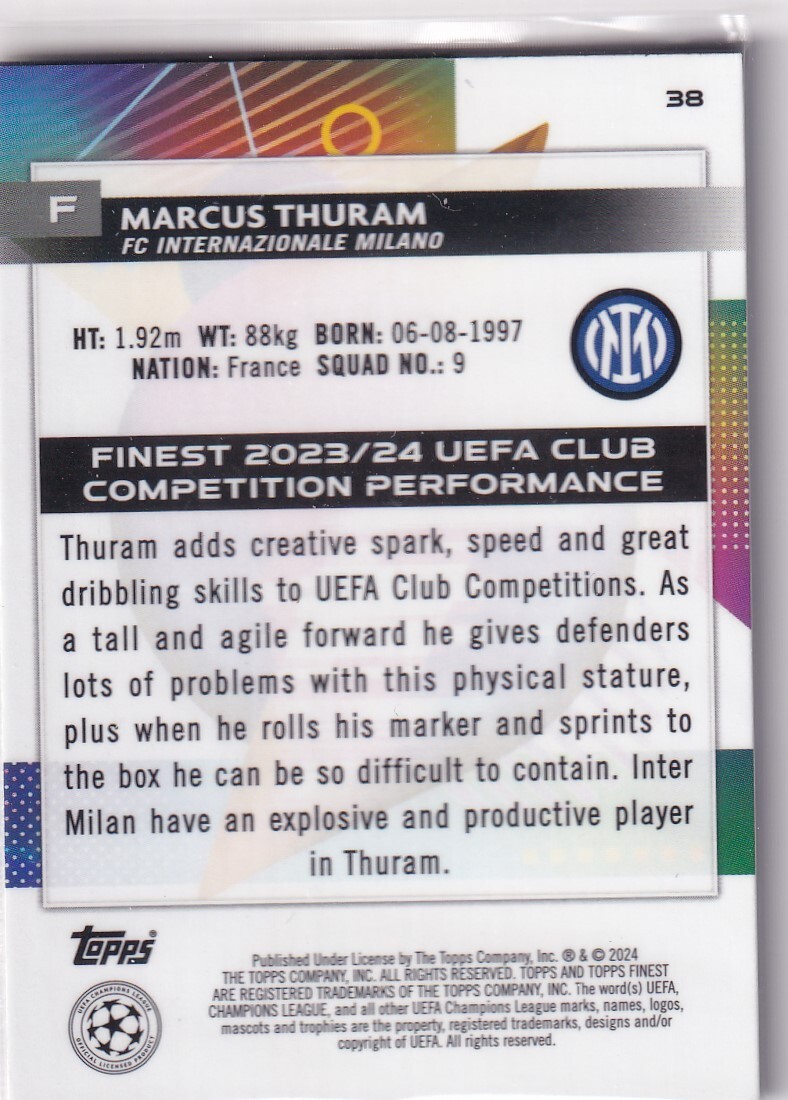 38
F
MARCUS THURAM
FC INTERNAZIONALE MILANO
HT: 1.92m WT: 88kg BORN: 06-08-1997
NATION: France SQUAD NO.: 9
FINEST 2023/24 UEFA CLUB
COMPETITION PERFORMANCE
Thuram adds creative spark, speed and great
dribbling skills to UEFA Club Competitions. As
a tall and agile forward he gives defenders
lots of problems with this physical stature,
plus when he rolls his marker and sprints to
the box he can be so difficult to contain. Inter
Milan have an explosive and productive player
in Thuram.
Topps®
UEFA CHAMPIONS LEAGUE
OFFICIAL LICENSED PRODUCT
Published Under License by The Topps Company, Inc. ® & © 2024
THE TOPPS COMPANY, INC. ALL RIGHTS RESERVED. TOPPS AND TOPPS FINEST
ARE REGISTERED TRADEMARKS OF THE TOPPS COMPANY, INC. The word(s) UEFA,
CHAMPIONS LEAGUE, and all other UEFA Champions League marks, names, logos,
mascots and trophies are the property, registered trademarks, designs and/or
copyright of UEFA. All rights reserved.